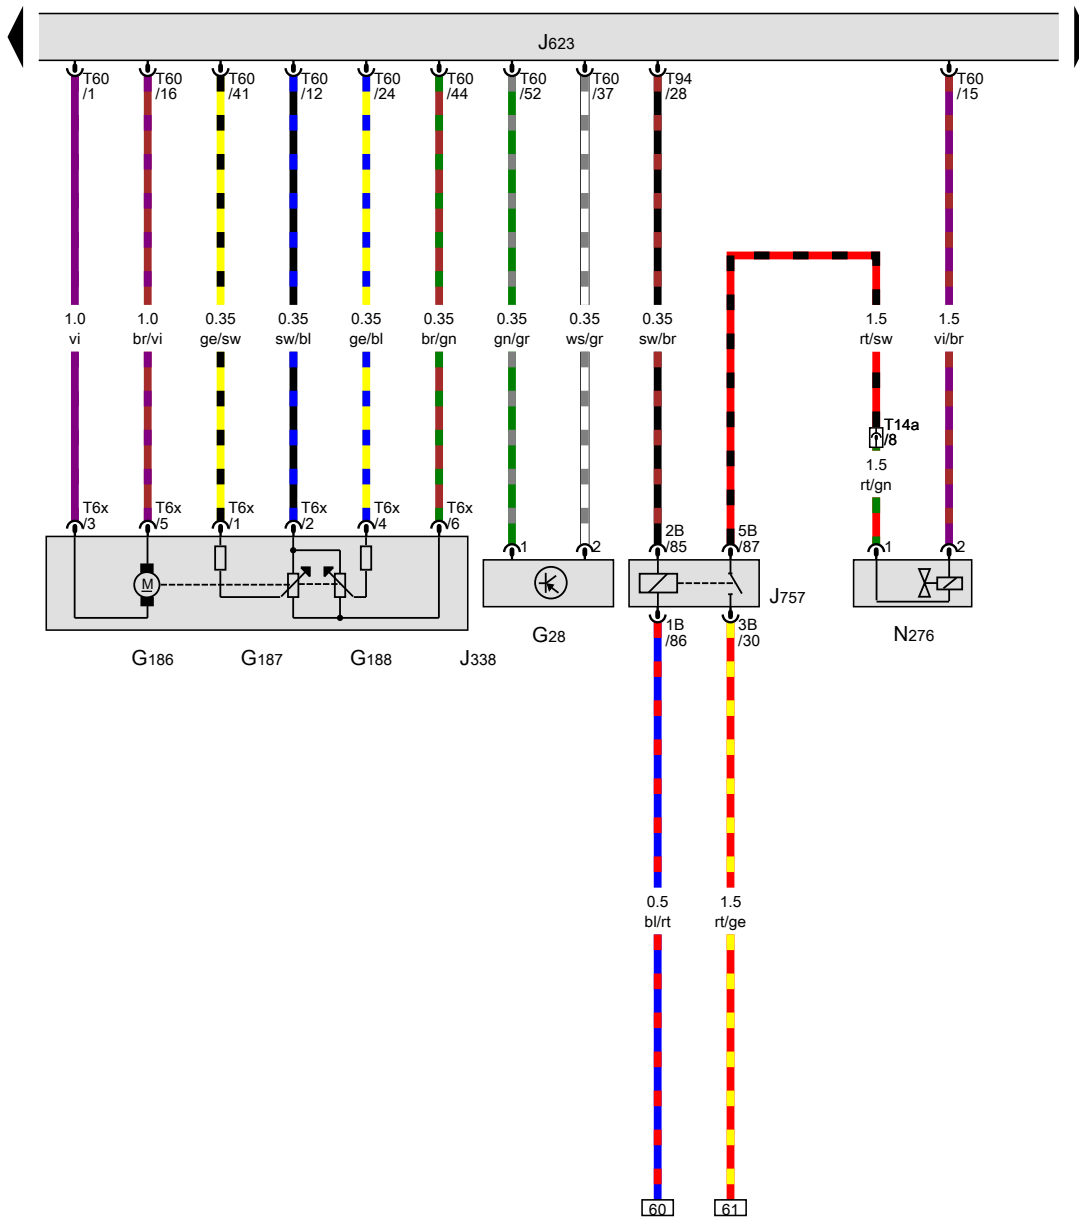 J623
T60 /1
T60 /16
T60 /41
T60 /12
T60 /24
T60 /44
T60 /52
T60 /37
T94 /28
T60 /15
1.0 vi
1.0 br/vi
0.35 ge/sw
0.35 sw/bl
0.35 ge/bl
0.35 br/gn
0.35 gn/gr
0.35 ws/gr
0.35 sw/br
1.5 rt/sw
1.5 vi/br
T14a /8
1.5 rt/gn
T6x /3
T6x /5
T6x /1
T6x /2
T6x /4
T6x /6
1
2
2B /85
5B /87
1
2
M
J757
1B /86
3B /30
G28
N276
G186
G187
G188
J338
0.5 bl/rt
1.5 rt/ge
60
61